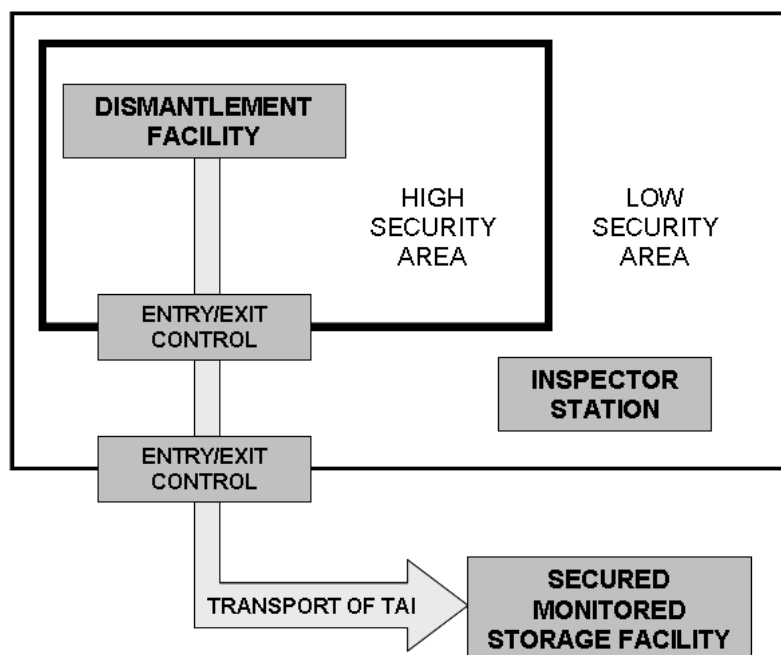 DISMANTLEMENT
FACILITY
HIGH
SECURITY
AREA
LOW
SECURITY
AREA
ENTRY/EXIT
CONTROL
INSPECTOR
STATION
ENTRY/EXIT
CONTROL
TRANSPORT OF TAI
SECURED
MONITORED
STORAGE FACILITY